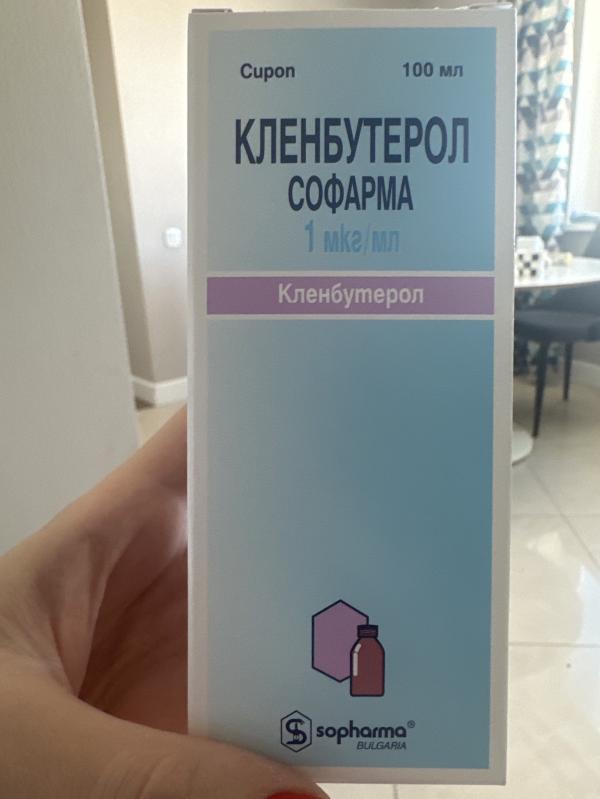 Сироп 100 мл
КЛЕНБУТЕРОЛ
СОФАРМА
1 мкг/мл
Кленбутерол
sopharma®
BULGARIA